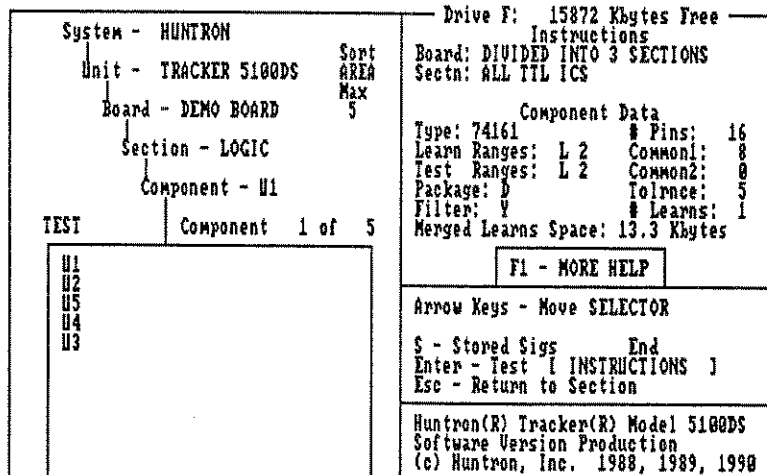 System - HUNTRON
Sort
Unit - TRACKER 5100DS
AREA
Max
Board - DEMO BOARD
5
Section - LOGIC
Component - U1
TEST Component 1 of 5
U1
U2
U5
U4
U3
Drive F: 15872 Kbytes Free
Instructions
Board: DIVIDED INTO 3 SECTIONS
Sectn: ALL TTL ICS
Component Data
Type: 74161 # Pins: 16
Learn Ranges: L 2 Common1: 8
Test Ranges: L 2 Common2: 0
Package: D Tolrnce: 5
Filter: Y # Learns: 1
Merged Learns Space: 13.3 Kbytes
F1 - MORE HELP
Arrow Keys - Move SELECTOR
S - Stored Sigs End
Enter - Test [ INSTRUCTIONS ]
Esc - Return to Section
Huntron(R) Tracker(R) Model 5100DS
Software Version Production
(c) Huntron, Inc. 1988, 1989, 1990